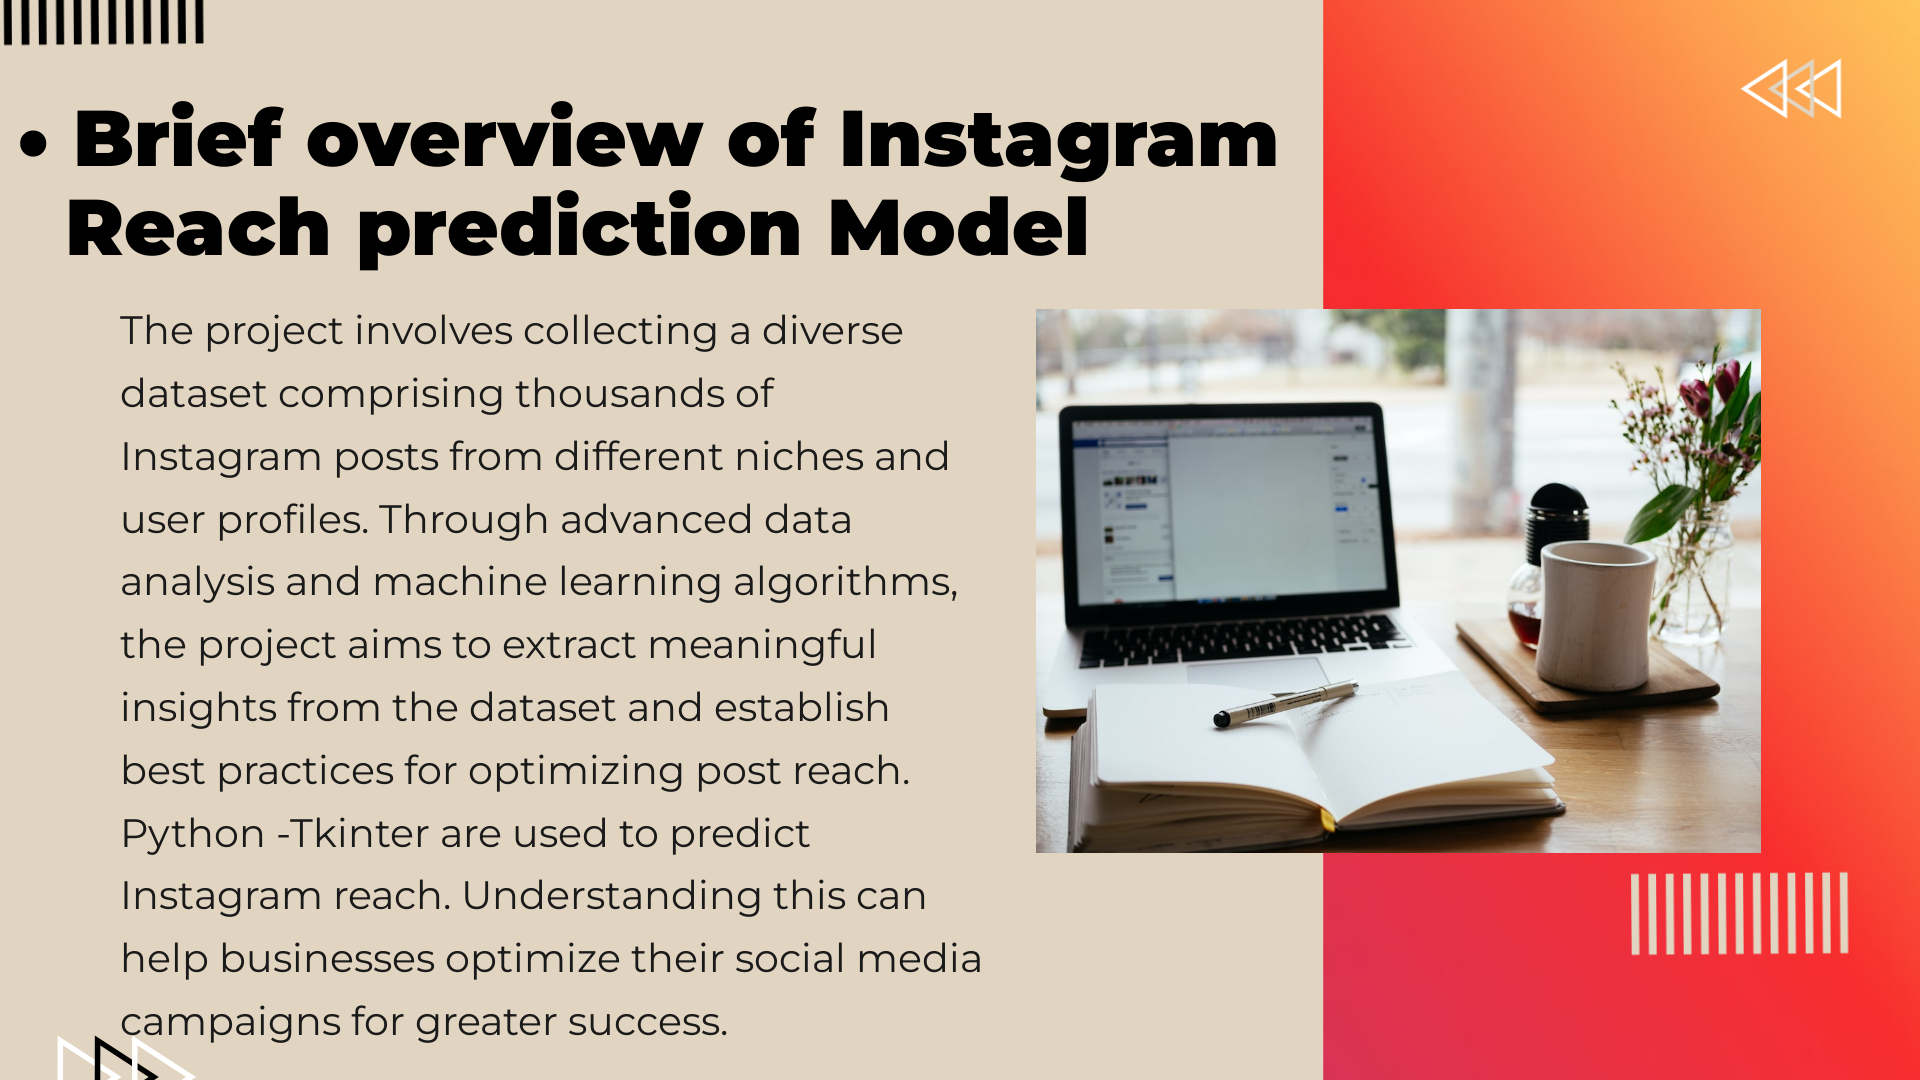 • Brief overview of Instagram
Reach prediction Model
The project involves collecting a diverse
dataset comprising thousands of
Instagram posts from different niches and
user profiles. Through advanced data
analysis and machine learning algorithms,
the project aims to extract meaningful
insights from the dataset and establish
best practices for optimizing post reach.
Python -Tkinter are used to predict
Instagram reach. Understanding this can
help businesses optimize their social media
campaigns for greater success.